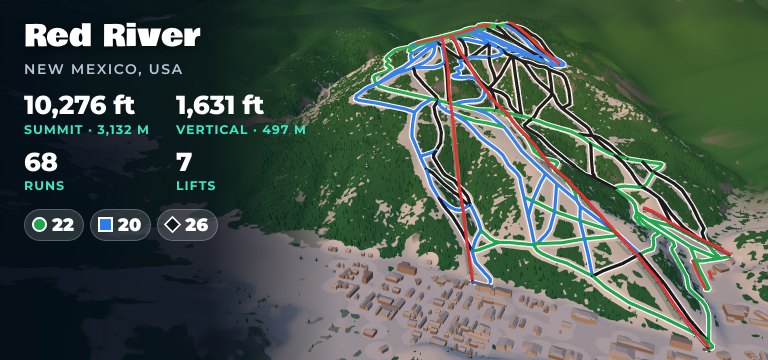 Red River
NEW MEXICO, USA
10,276 ft 1,631 ft
SUMMIT · 3,132 M VERTICAL · 497 M
68 7
RUNS LIFTS
22 20 26